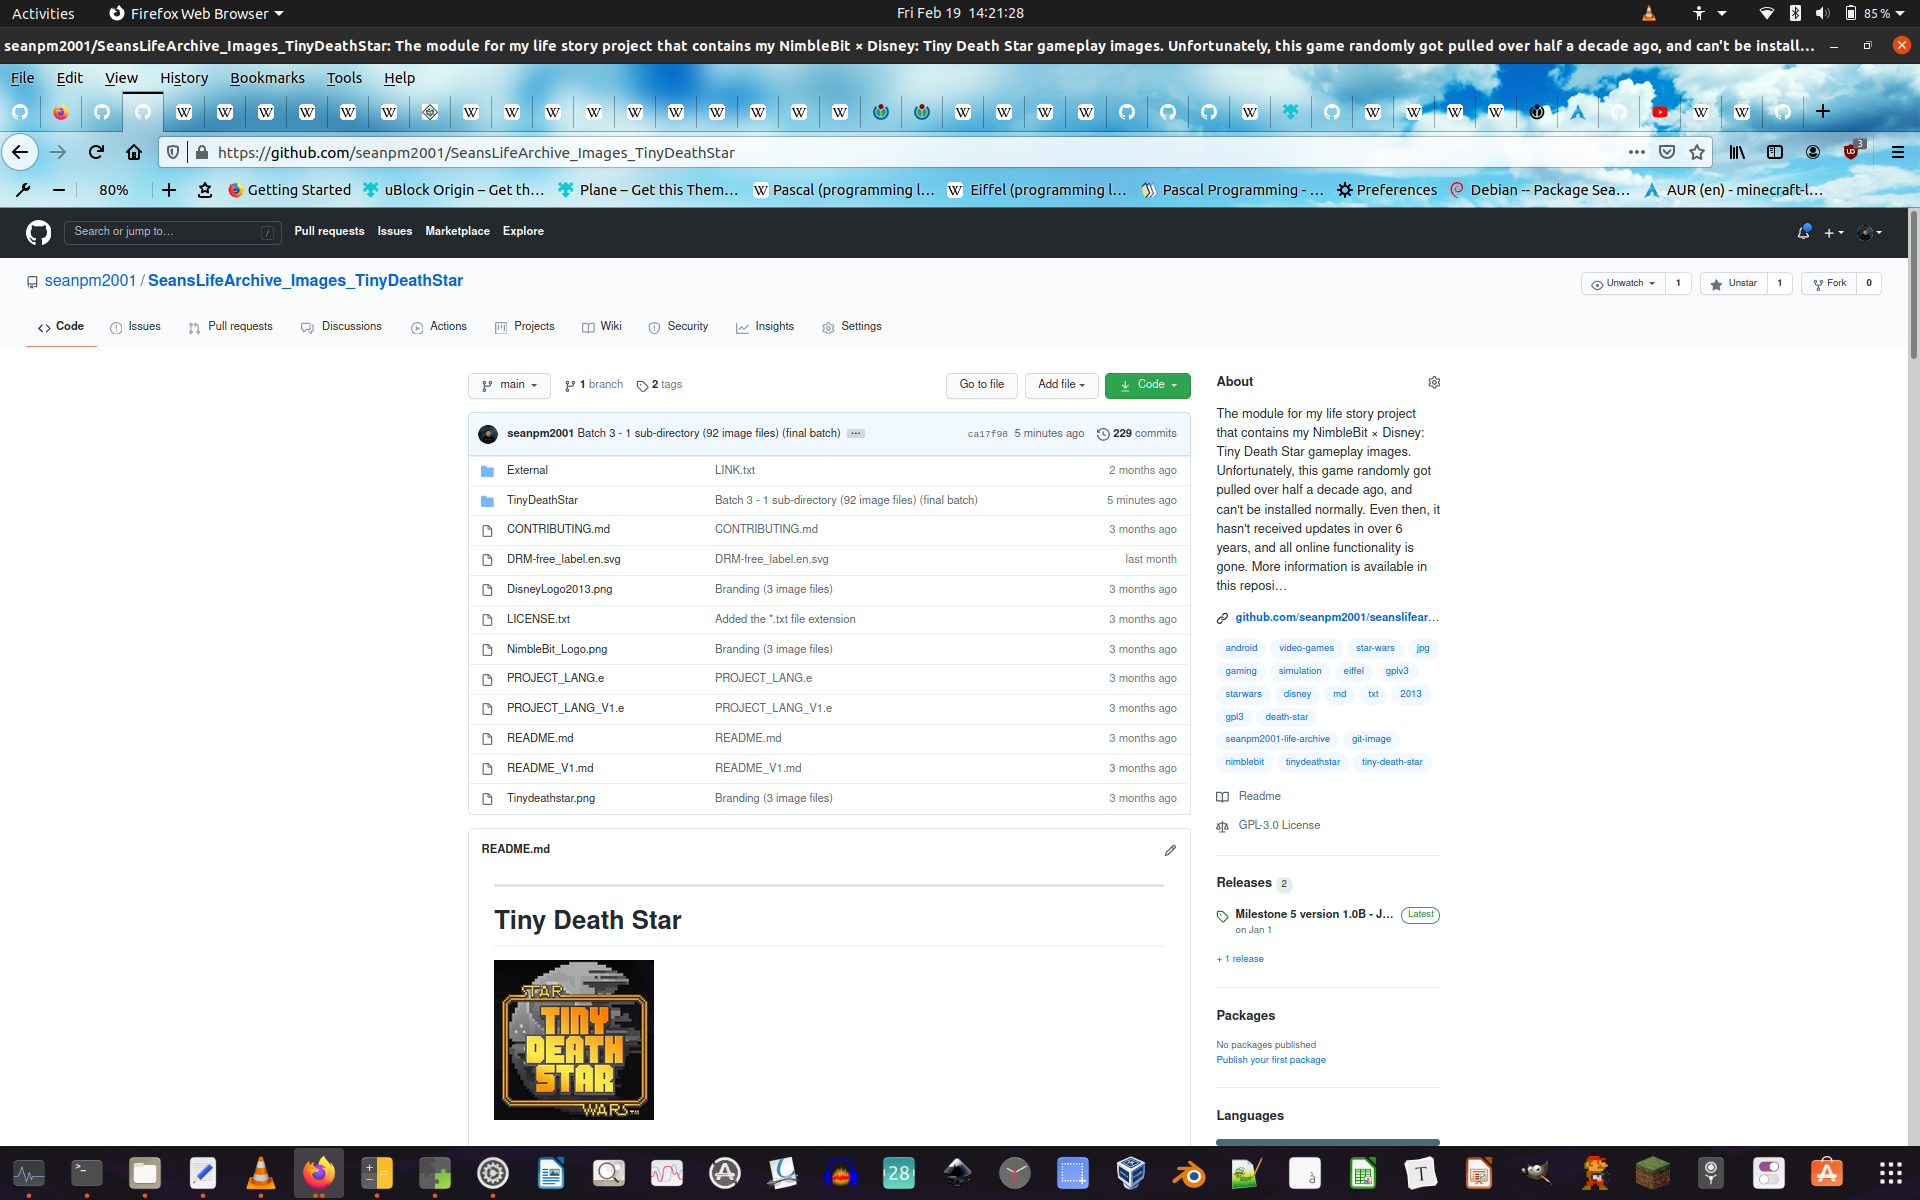 Activities Firefox Web Browser Fri Feb 19 14:21:28 85 %
seanpm2001/SeansLifeArchive_Images_TinyDeathStar: The module for my life story project that contains my NimbleBit × Disney: Tiny Death Star gameplay images. Unfortunately, this game randomly got pulled over half a decade ago, and can't be install…
File Edit View History Bookmarks Tools Help
https://github.com/seanpm2001/SeansLifeArchive_Images_TinyDeathStar 3
80% Getting Started uBlock Origin – Get th… Plane – Get this Them… Pascal (programming l… Eiffel (programming l… Pascal Programming - … Preferences Debian -- Package Sea… AUR (en) - minecraft-l…
Search or jump to… / Pull requests Issues Marketplace Explore
seanpm2001 / SeansLifeArchive_Images_TinyDeathStar Unwatch 1 Unstar 1 Fork 0
Code Issues Pull requests Discussions Actions Projects Wiki Security Insights Settings
main 1 branch 2 tags Go to file Add file Code
seanpm2001 Batch 3 - 1 sub-directory (92 image files) (final batch) … ca17f98 5 minutes ago 229 commits
External LINK.txt 2 months ago
TinyDeathStar Batch 3 - 1 sub-directory (92 image files) (final batch) 5 minutes ago
CONTRIBUTING.md CONTRIBUTING.md 3 months ago
DRM-free_label.en.svg DRM-free_label.en.svg last month
DisneyLogo2013.png Branding (3 image files) 3 months ago
LICENSE.txt Added the *.txt file extension 3 months ago
NimbleBit_Logo.png Branding (3 image files) 3 months ago
PROJECT_LANG.e PROJECT_LANG.e 3 months ago
PROJECT_LANG_V1.e PROJECT_LANG_V1.e 3 months ago
README.md README.md 3 months ago
README_V1.md README_V1.md 3 months ago
Tinydeathstar.png Branding (3 image files) 3 months ago
README.md
Tiny Death Star
STAR
TINY
DEATH
STAR
WARS™
About
The module for my life story project
that contains my NimbleBit × Disney:
Tiny Death Star gameplay images.
Unfortunately, this game randomly got
pulled over half a decade ago, and
can't be installed normally. Even then, it
hasn't received updates in over 6
years, and all online functionality is
gone. More information is available in
this reposi…
github.com/seanpm2001/seanslifear…
android video-games star-wars jpg
gaming simulation eiffel gplv3
starwars disney md txt 2013
gpl3 death-star
seanpm2001-life-archive git-image
nimblebit tinydeathstar tiny-death-star
Readme
GPL-3.0 License
Releases 2
Milestone 5 version 1.0B - J… Latest
on Jan 1
+ 1 release
Packages
No packages published
Publish your first package
Languages
28